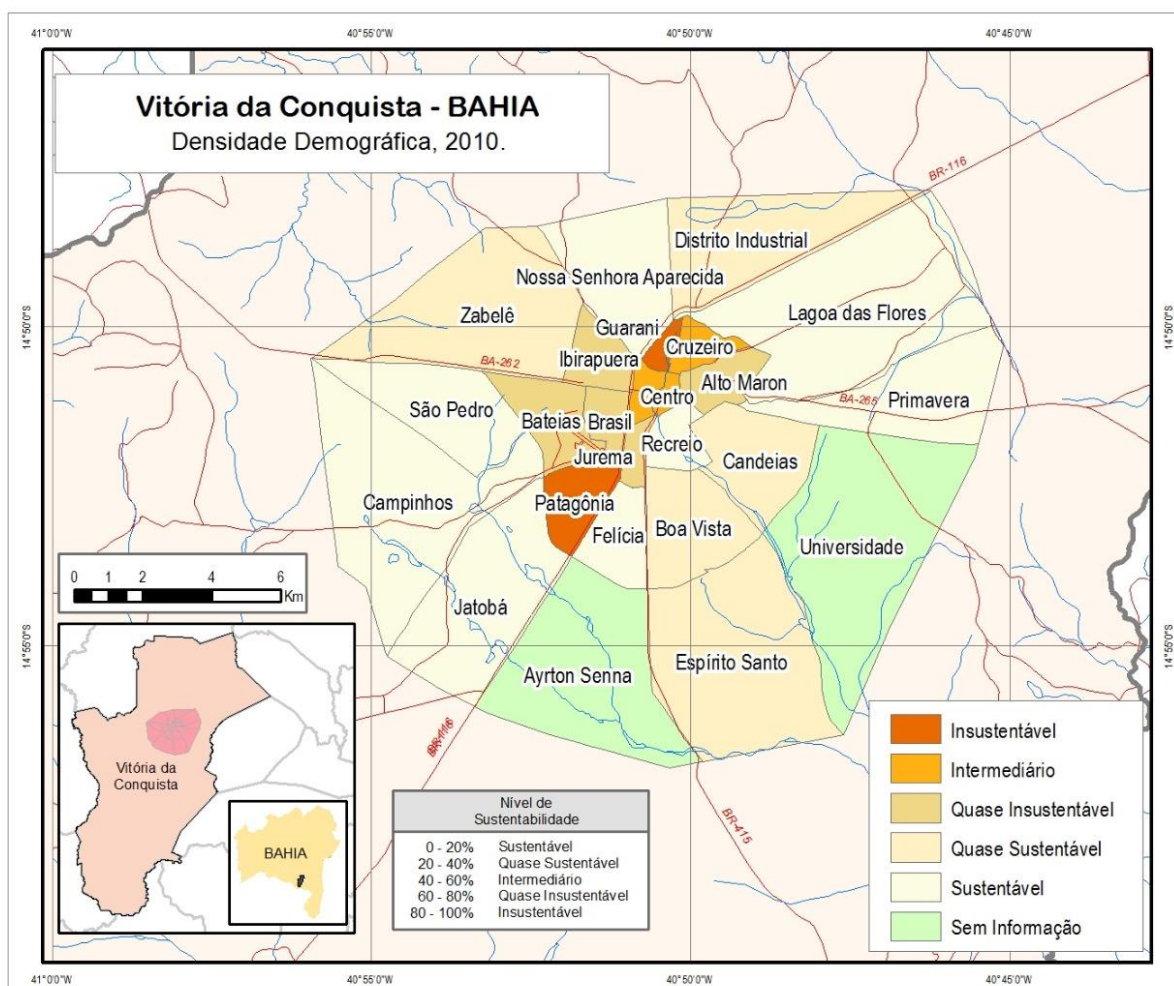 41°0'0"W
40°55'0"W
40°50'0"W
40°45'0"W
Vitória da Conquista - BAHIA
Densidade Demográfica, 2010.
BR-116
Distrito Industrial
Nossa Senhora Aparecida
Zabelê
Lagoa das Flores
14°50'0"S
14°50'0"S
Guarani
Cruzeiro
Ibirapuera
BA-262
Alto Maron
Centro
BA-265
Primavera
São Pedro
Bateias
Brasil
Recreio
Jurema
Candeias
Campinhos
Patagônia
Boa Vista
Felícia
Universidade
0 1 2 4 6
Km
Jatobá
14°55'0"S
14°55'0"S
Espírito Santo
Ayrton Senna
BR-116
BR-415
Vitória da
Conquista
BAHIA
Nível de
Sustentabilidade
0 - 20% Sustentável
20 - 40% Quase Sustentável
40 - 60% Intermediário
60 - 80% Quase Insustentável
80 - 100% Insustentável
Insustentável
Intermediário
Quase Insustentável
Quase Sustentável
Sustentável
Sem Informação
41°0'0"W
40°55'0"W
40°50'0"W
40°45'0"W